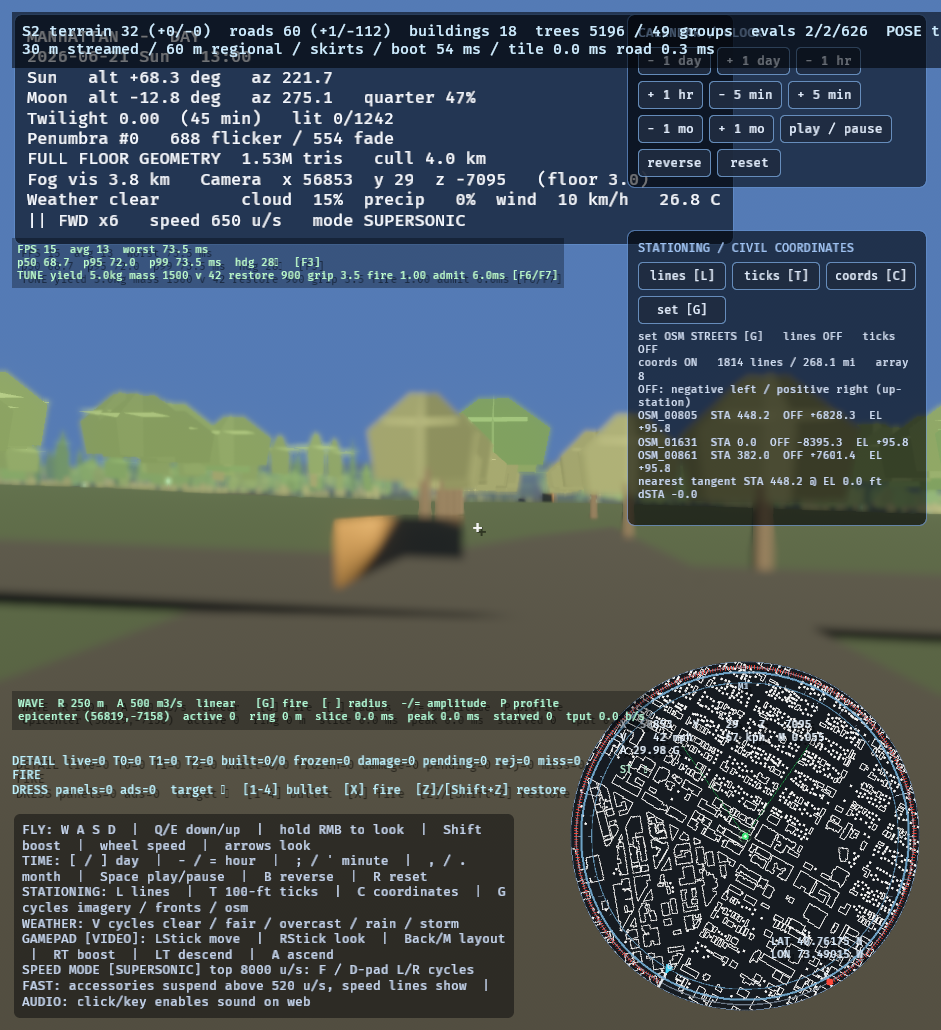 S2 terrain 32 (+0/-0)  roads 60 (+1/-112)  buildings 18  trees 5196 / 49 groups  evals 2/2/626  POSE t
30 m streamed / 60 m regional / skirts / boot 54 ms / tile 0.0 ms road 0.3 ms
MANHATTAN - DAY
2026-06-21 Sun   13:00
Sun   alt +68.3 deg   az 221.7
Moon  alt -12.8 deg   az 275.1   quarter 47%
Twilight 0.00  (45 min)   lit 0/1242
Penumbra #0   688 flicker / 554 fade
FULL FLOOR GEOMETRY  1.53M tris   cull 4.0 km
Fog vis 3.8 km   Camera  x 56853  y 29  z -7095   (floor 3.0)
Weather clear        cloud  15%  precip   0%  wind  10 km/h   26.8 C
|| FWD x6   speed 650 u/s   mode SUPERSONIC
- 1 day   + 1 day   - 1 hr
+ 1 hr   - 5 min   + 5 min
- 1 mo   + 1 mo   play / pause
reverse   reset
FPS 15  avg 13  worst 73.5 ms
p50 68.7  p95 72.0  p99 73.5 ms  hdg 28  [F3]
TUNE yield 5.0kg mass 1500 v 42 restore 900 grip 3.5 fire 1.00 admit 6.0ms [F6/F7]
STATIONING / CIVIL COORDINATES
lines [L]   ticks [T]   coords [C]
set [G]
set OSM STREETS [G]   lines OFF   ticks
OFF
coords ON   1814 lines / 268.1 mi   array
8
OFF: negative left / positive right (up-
station)
OSM_00805  STA 448.2  OFF +6828.3  EL
+95.8
OSM_01631  STA 0.0  OFF -8395.3  EL +95.8
OSM_00861  STA 382.0  OFF +7601.4  EL
+95.8
nearest tangent STA 448.2 @ EL 0.0 ft
dSTA -0.0
WAVE  R 250 m  A 500 m3/s  linear   [G] fire  [ ] radius  -/= amplitude  P profile
epicenter (56819,-7158)  active 0  ring 0 m  slice 0.0 ms  peak 0.0 ms  starved 0  tput 0.0 b/s
DETAIL live=0 T0=0 T1=0 T2=0 built=0/0 frozen=0 damage=0 pending=0 rej=0 miss=0
FIRE
DRESS panels=0 ads=0  target  [1-4] bullet  [X] fire  [Z]/[Shift+Z] restore
FLY: W A S D  |  Q/E down/up  |  hold RMB to look  |  Shift
boost  |  wheel speed  |  arrows look
TIME: [ / ] day  |  - / = hour  |  ; / ' minute  |  , / .
month  |  Space play/pause  |  B reverse  |  R reset
STATIONING: L lines  |  T 100-ft ticks  |  C coordinates  |  G
cycles imagery / fronts / osm
WEATHER: V cycles clear / fair / overcast / rain / storm
GAMEPAD [VIDEO]: LStick move  |  RStick look  |  Back/M layout
|  RT boost  |  LT descend  |  A ascend
SPEED MODE [SUPERSONIC] top 8000 u/s: F / D-pad L/R cycles
FAST: accessories suspend above 520 u/s, speed lines show  |
AUDIO: click/key enables sound on web